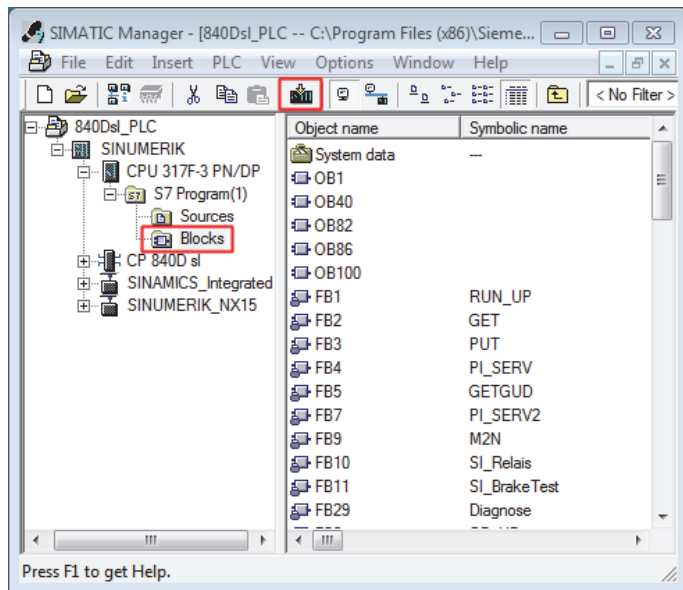 SIMATIC Manager - [840Dsl_PLC -- C:\Program Files (x86)\Sieme...
File Edit Insert PLC View Options Window Help
< No Filter >
840Dsl_PLC
SINUMERIK
CPU 317F-3 PN/DP
S7 Program(1)
Sources
Blocks
CP 840D sl
SINAMICS_Integrated
SINUMERIK_NX15
Object name Symbolic name
System data ---
OB1
OB40
OB82
OB86
OB100
FB1 RUN_UP
FB2 GET
FB3 PUT
FB4 PI_SERV
FB5 GETGUD
FB7 PI_SERV2
FB9 M2N
FB10 SI_Relais
FB11 SI_BrakeTest
FB29 Diagnose
Press F1 to get Help.